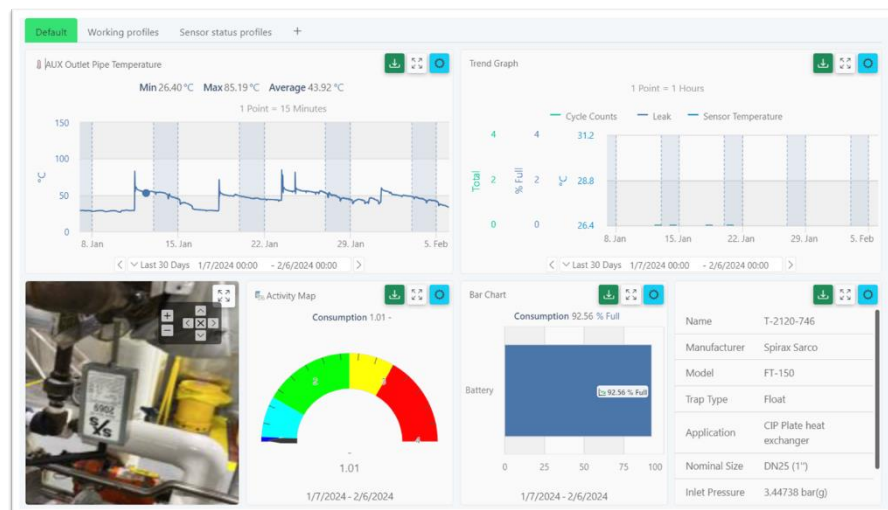 Default Working profiles Sensor status profiles +
AUX Outlet Pipe Temperature
Min 26.40 °C Max 85.19 °C Average 43.92 °C
1 Point = 15 Minutes
150
100
50
0
°C
8. Jan 15. Jan 22. Jan 29. Jan 5. Feb
Last 30 Days 1/7/2024 00:00 - 2/6/2024 00:00
Trend Graph
1 Point = 1 Hours
Cycle Counts Leak Sensor Temperature
4 4 31.2
2 2 28.8
0 0 26.4
Total
% Full
°C
8. Jan 15. Jan 22. Jan 29. Jan 5. Feb
Last 30 Days 1/7/2024 00:00 - 2/6/2024 00:00
+
−
6902
Activity Map
Consumption 1.01 -
2
3
4
-
1.01
1/7/2024 - 2/6/2024
Bar Chart
Consumption 92.56 % Full
Battery
92.56 % Full
0 25 50 75 100
1/7/2024 - 2/6/2024
Name T-2120-746
Manufacturer Spirax Sarco
Model FT-150
Trap Type Float
Application CIP Plate heat
exchanger
Nominal Size DN25 (1")
Inlet Pressure 3.44738 bar(g)